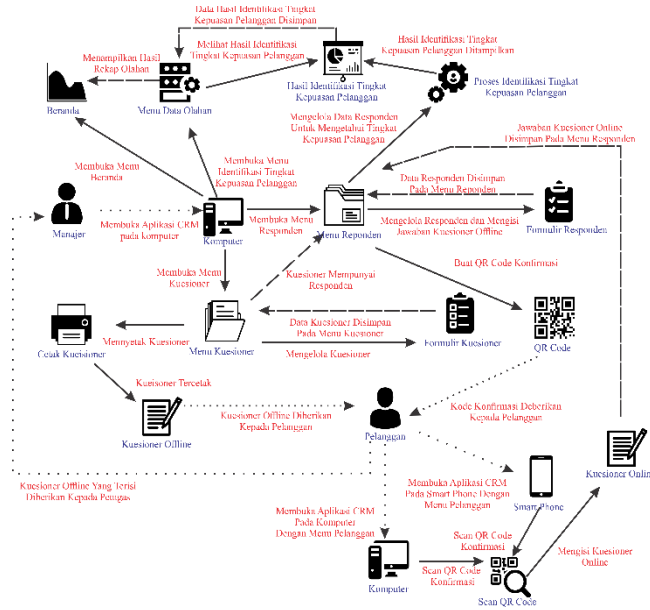 Data Hasil Identifikasi Tingkat
Kepuasan Pelanggan Disimpan
Menampilkan Hasil
Rekap Olahan
Melihat Hasil Identifikasi
Tingkat Kepuasan Pelanggan
Hasil Identifikasi Tingkat
Kepuasan Pelanggan Ditampilkan
Beranda
Menu Data Olahan
Hasil Identifikasi Tingkat
Kepuasan Pelanggan
Proses Identifikasi Tingkat
Kepuasan Pelanggan
Mengelola Data Responden
Untuk Mengetahui Tingkat
Kepuasan Pelanggan
Jawaban Kuesioner Online
Disimpan Pada Menu Responden
Membuka Menu
Beranda
Membuka Menu
Identifikasi Tingkat
Kepuasan Pelanggan
Data Responden Disimpan
Pada Menu Reponden
Manajer
Membuka Aplikasi CRM
pada komputer
Komputer
Membuka Menu
Responden
Menu Reponden
Mengelola Responden dan Mengisi
Jawaban Kuesioner Offline
Formulir Responden
Membuka Menu
Kuesioner
Kuesioner Mempunyai
Responden
Buat QR Code Konfirmasi
Cetak Kueisioner
Mennyetak Kuesioner
Menu Kuesioner
Data Kuesioner Disimpan
Pada Menu Kuesioner
Mengelola Kuesioner
Formulir Kuesioner
QR Code
Kueisoner Tercetak
Kuesioner Offline
Kuesioner Offline Diberikan
Kepada Pelanggan
Pelanggan
Kode Konfirmasi Deberikan
Kepada Pelanggan
Kuesioner Offline Yang Terisi
Diberikan Kepada Petugas
Membuka Aplikasi CRM
Pada Smart Phone Dengan
Menu Pelanggan
Smart Phone
Kuesioner Onlin
Membuka Aplikasi CRM
Pada Komputer
Dengan Menu Pelanggan
Scan QR Code
Konfirmasi
Mengisi Kuesioner
Online
Komputer
Scan QR Code
Konfirmasi
Scan QR Code